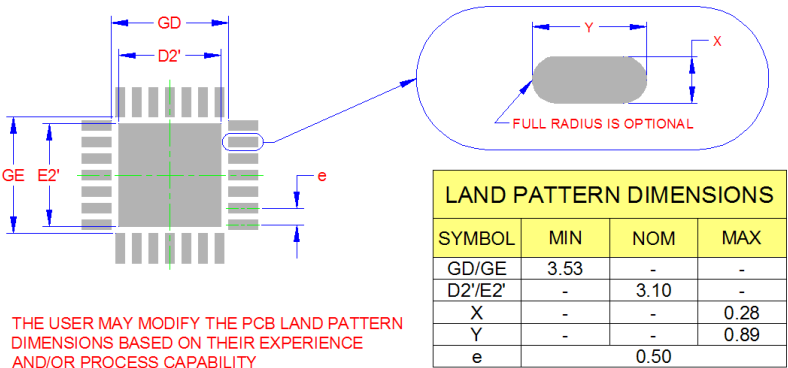 GD
D2'
GE
E2'
e
Y
X
FULL RADIUS IS OPTIONAL
LAND PATTERN DIMENSIONS
SYMBOL MIN NOM MAX
GD/GE 3.53 - -
D2'/E2' - 3.10 -
X - - 0.28
Y - - 0.89
e 0.50
THE USER MAY MODIFY THE PCB LAND PATTERN
DIMENSIONS BASED ON THEIR EXPERIENCE
AND/OR PROCESS CAPABILITY